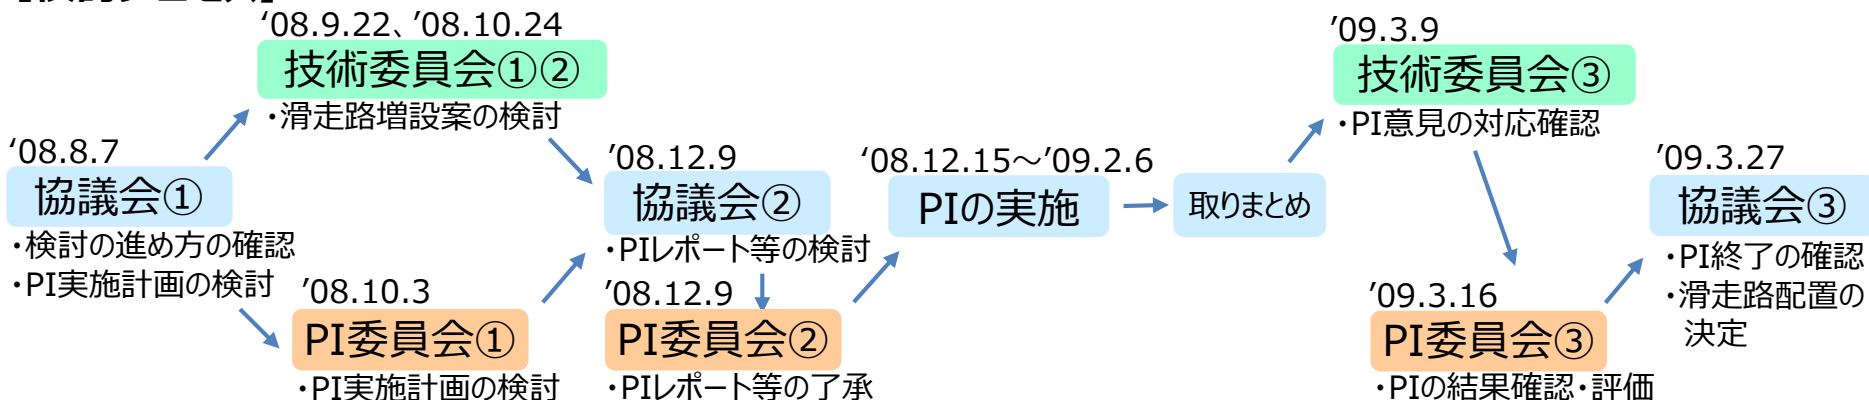 ‘08.8.7
協議会①
・検討の進め方の確認
・PI実施計画の検討
‘08.9.22、’08.10.24
技術委員会①②
・滑走路増設案の検討
’08.10.3
PI委員会①
・PI実施計画の検討
’08.12.9
協議会②
・PIレポート等の検討
’08.12.9
PI委員会②
・PIレポート等の了承
‘08.12.15～’09.2.6
PIの実施
取りまとめ
’09.3.9
技術委員会③
・PI意見の対応確認
’09.3.16
PI委員会③
・PIの結果確認・評価
’09.3.27
協議会③
・PI終了の確認
・滑走路配置の
決定